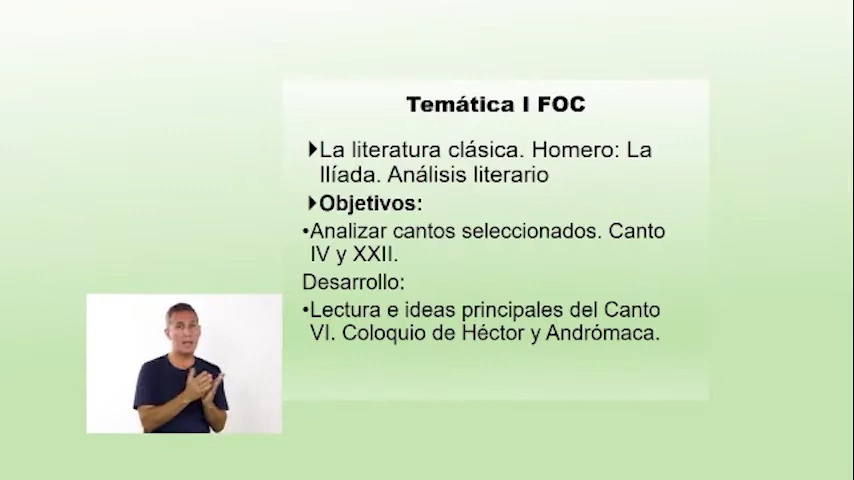 Temática I FOC
La literatura clásica. Homero: La
Ilíada. Análisis literario
Objetivos:
•Analizar cantos seleccionados. Canto
IV y XXII.
Desarrollo:
•Lectura e ideas principales del Canto
VI. Coloquio de Héctor y Andrómaca.